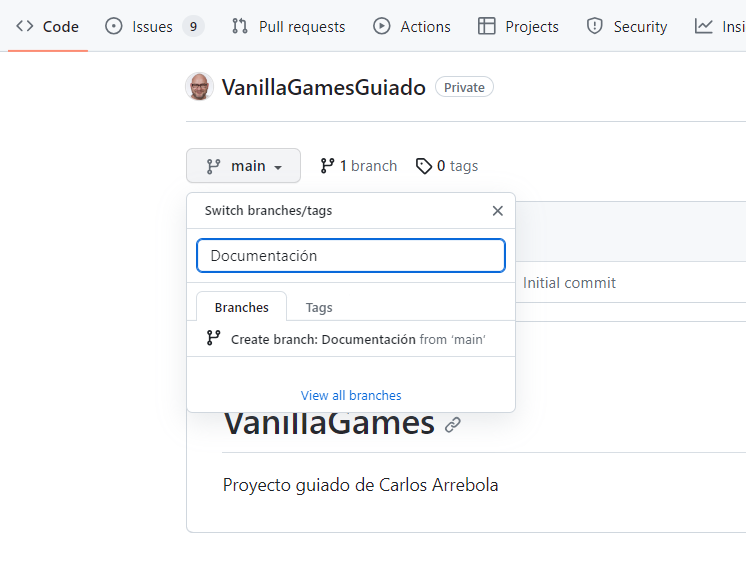 Code Issues 9 Pull requests Actions Projects Security Insi
VanillaGamesGuiado Private
main 1 branch 0 tags
Switch branches/tags
Documentación
Initial commit
Branches Tags
Create branch: Documentación from ‘main’
View all branches
VanillaGames
Proyecto guiado de Carlos Arrebola